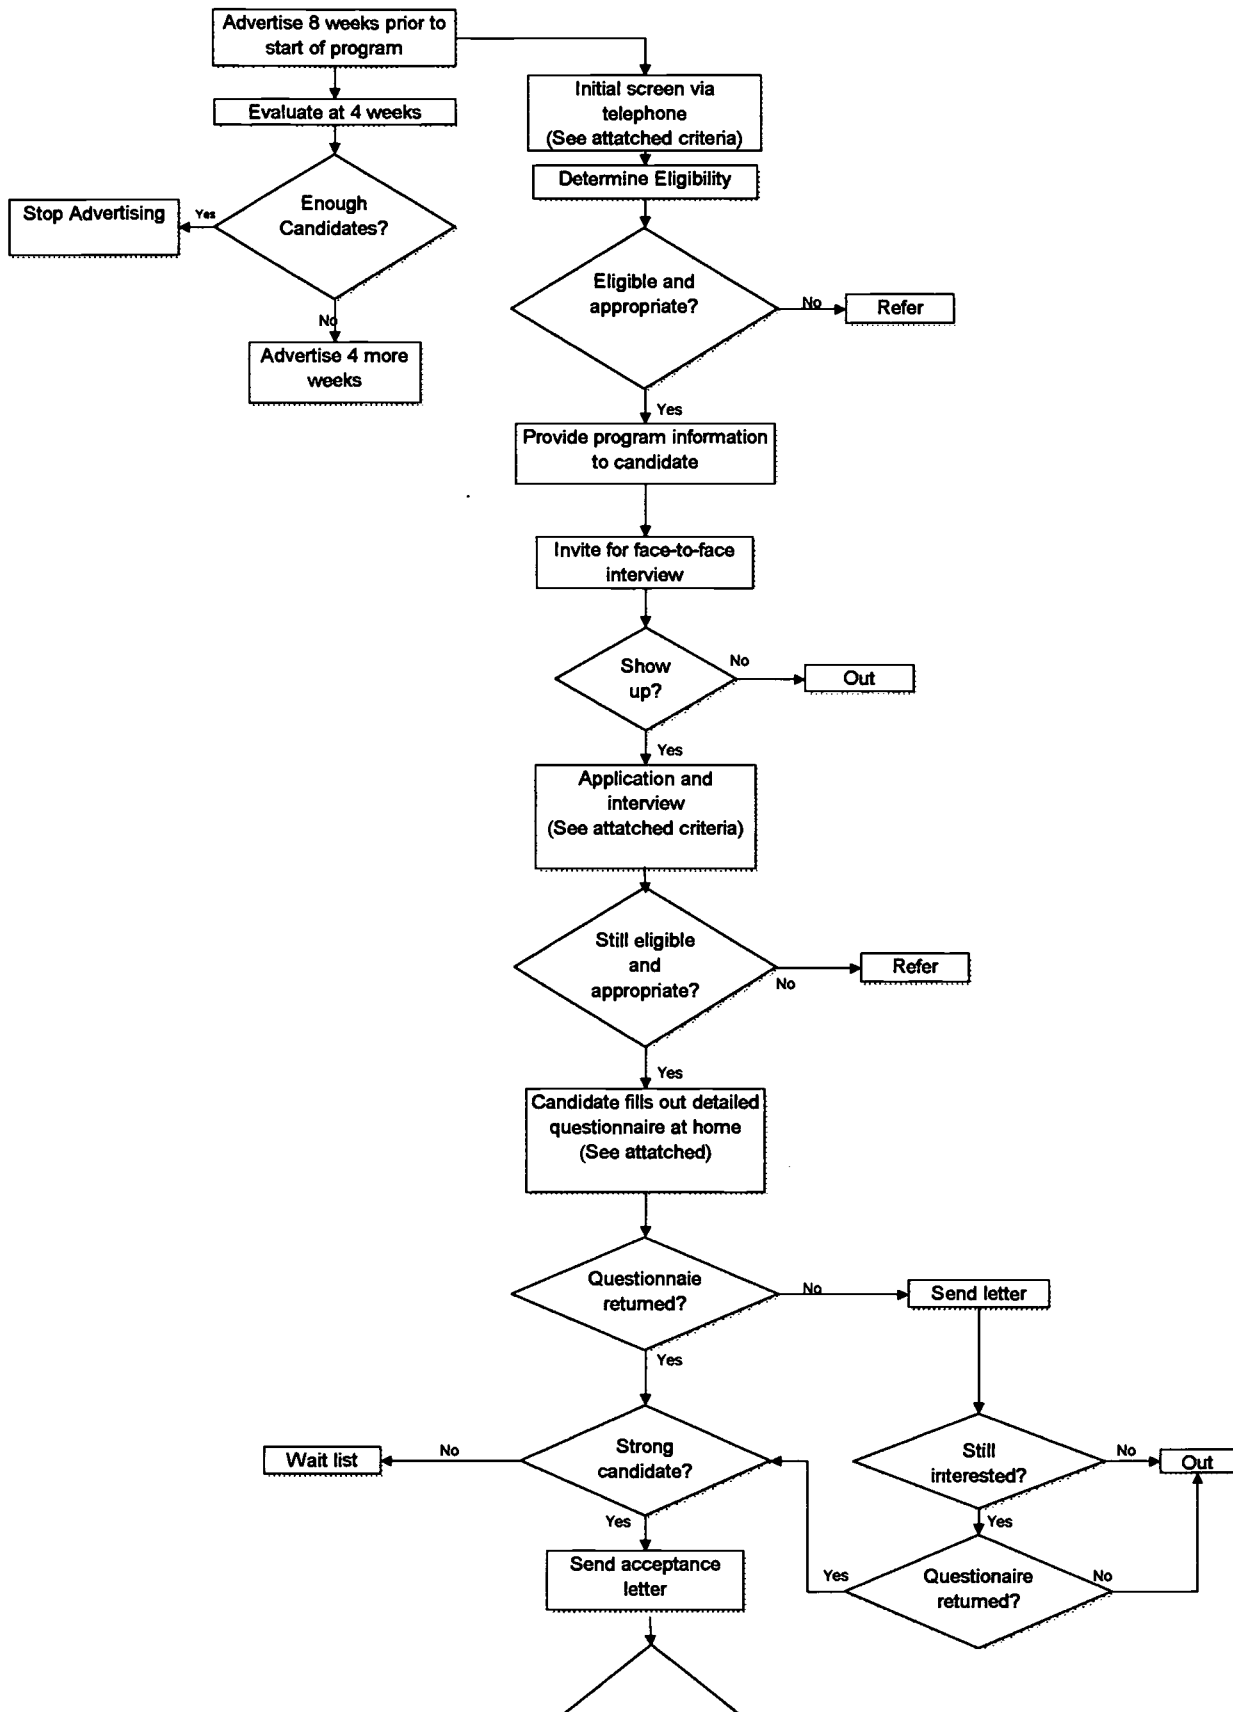 Advertise 8 weeks prior to
start of program
Evaluate at 4 weeks
Enough
Candidates?
Yes
Stop Advertising
No
Advertise 4 more
weeks
Initial screen via
telephone
(See attatched criteria)
Determine Eligibility
Eligible and
appropriate?
No
Refer
Yes
Provide program information
to candidate
Invite for face-to-face
interview
Show
up?
No
Out
Yes
Application and
interview
(See attatched criteria)
Still eligible
and
appropriate?
No
Refer
Yes
Candidate fills out detailed
questionnaire at home
(See attatched)
Questionnaie
returned?
No
Send letter
Yes
Strong
candidate?
No
Wait list
Still
interested?
No
Out
Yes
Questionaire
returned?
Yes
No
Yes
Send acceptance
letter